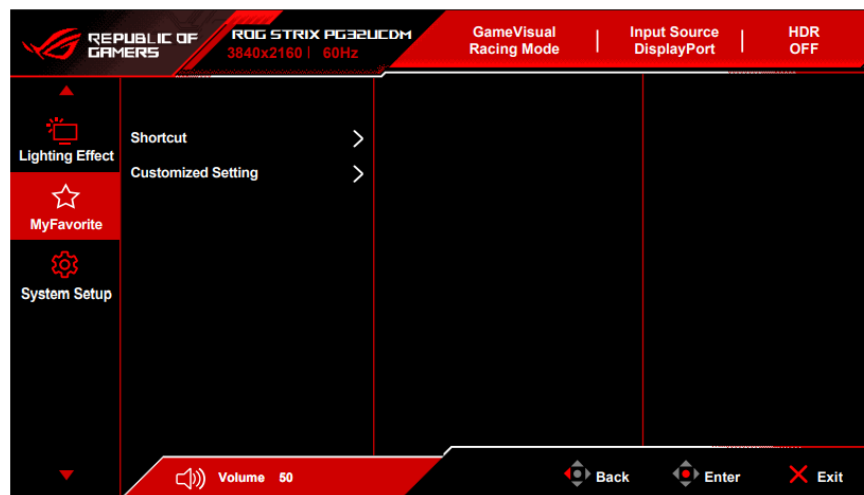 REPUBLIC OF
GAMERS
ROG STRIX PG32UCDM
3840x2160 | 60Hz
GameVisual
Racing Mode
Input Source
DisplayPort
HDR
OFF
Lighting Effect
MyFavorite
System Setup
Shortcut
Customized Setting
Volume 50
Back
Enter
Exit